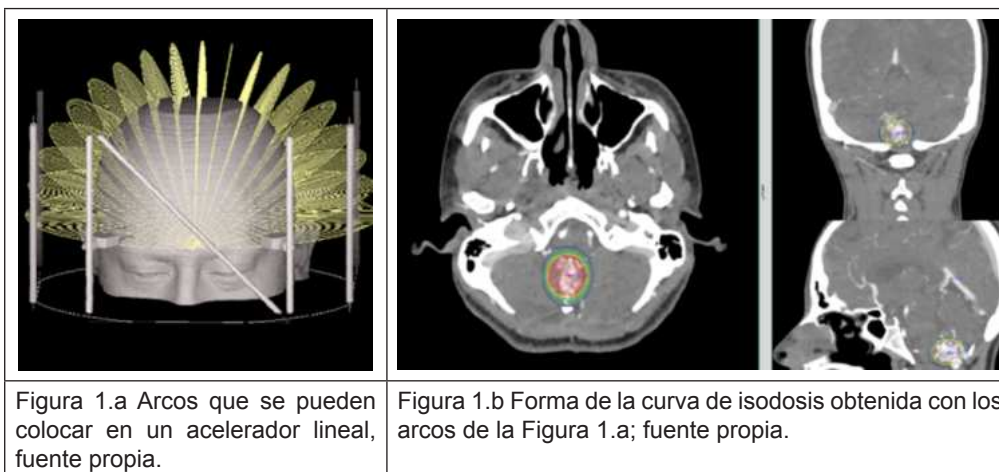 Figura 1.a Arcos que se pueden
colocar en un acelerador lineal,
fuente propia.
Figura 1.b Forma de la curva de isodosis obtenida con los
arcos de la Figura 1.a; fuente propia.